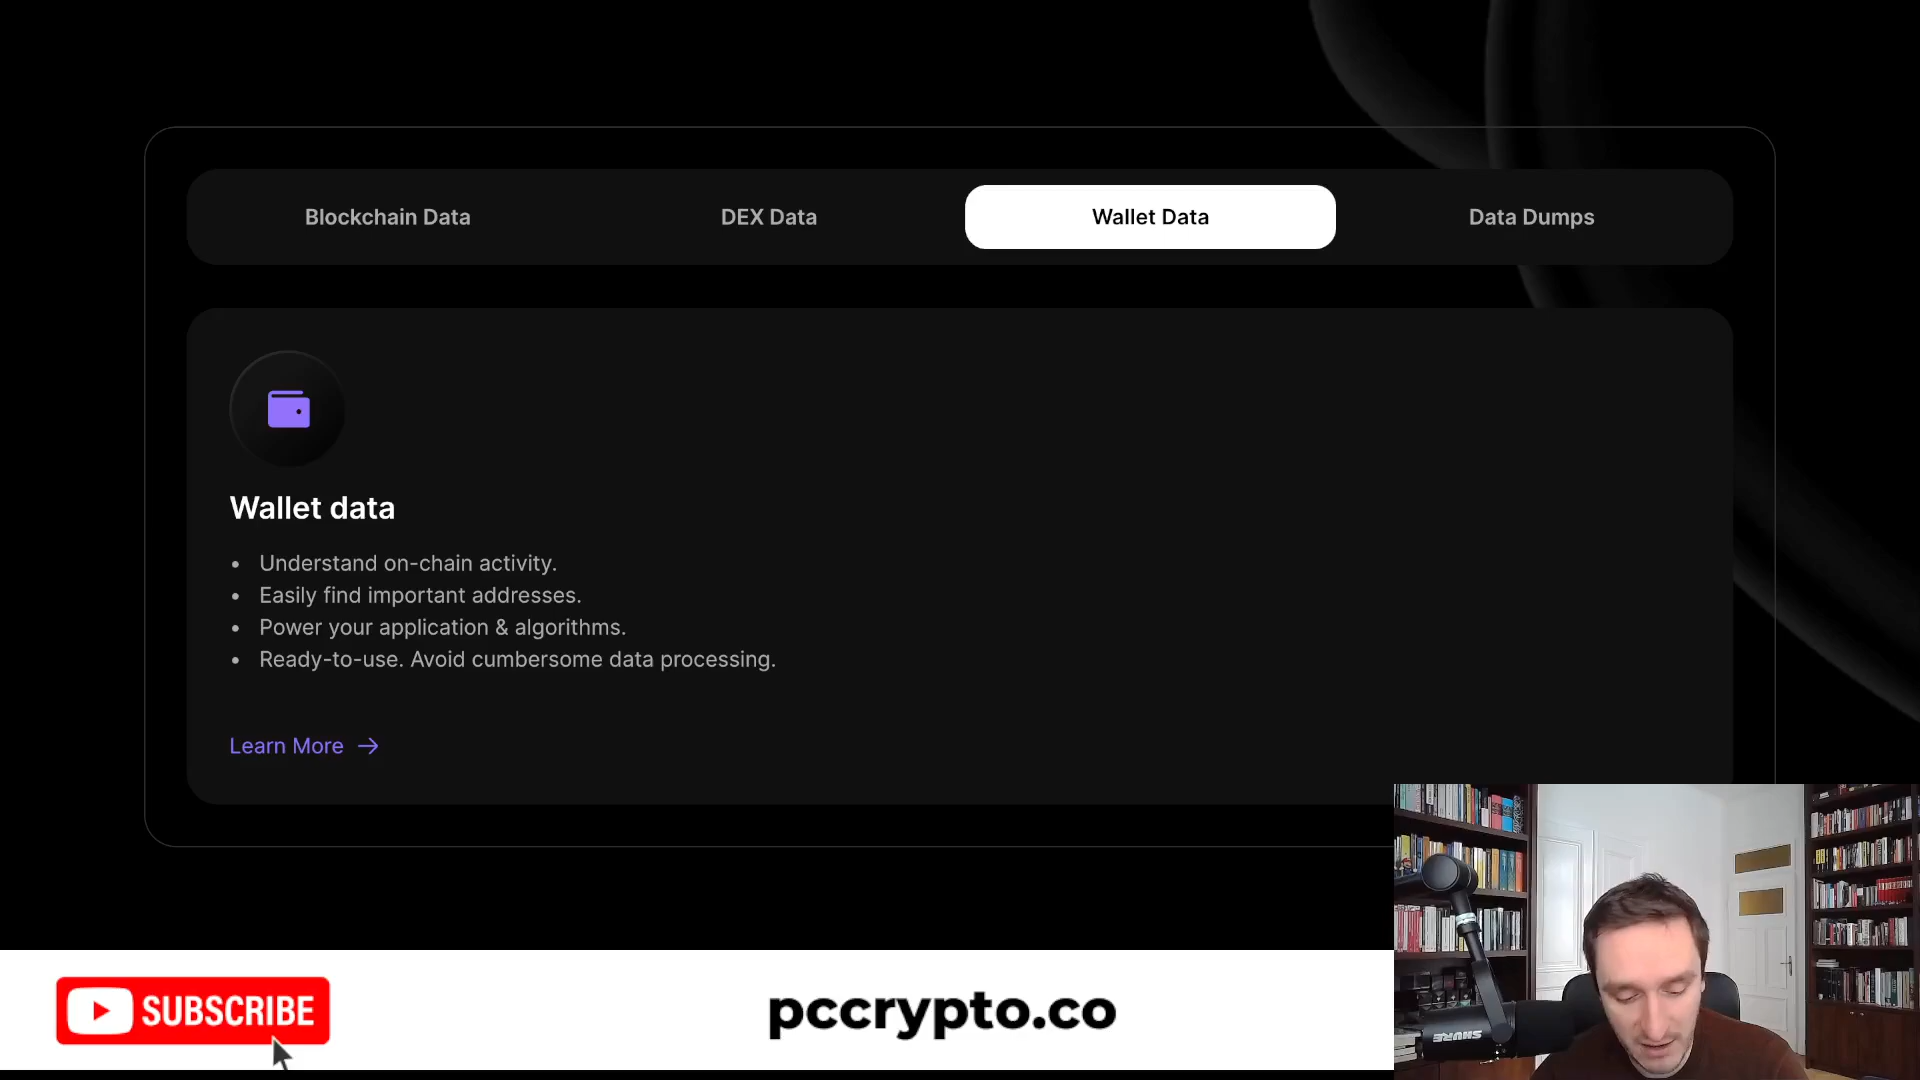 Blockchain Data
DEX Data
Wallet Data
Data Dumps
Wallet data
• Understand on-chain activity.
• Easily find important addresses.
• Power your application & algorithms.
• Ready-to-use. Avoid cumbersome data processing.
Learn More →
SUBSCRIBE
pccrypto.co
SHURE